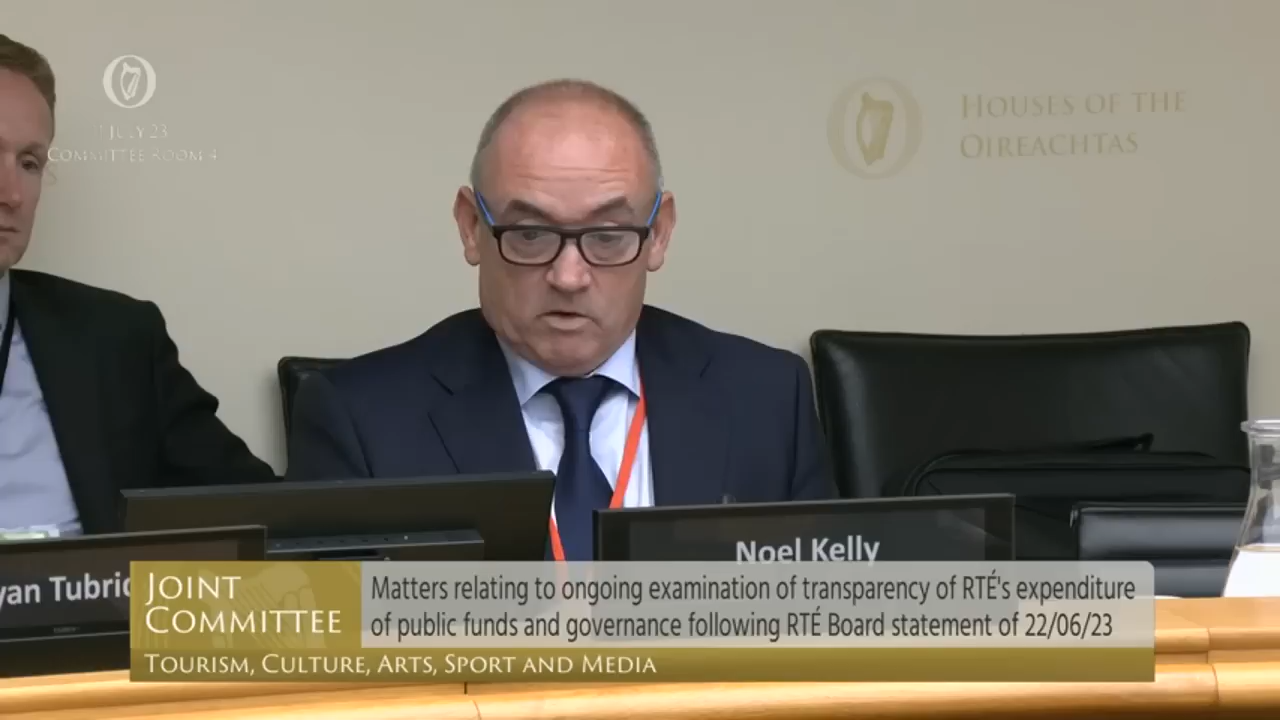 JULY 23
COMMITTEE ROOM 4
HOUSES OF THE
OIREACHTAS
Noel Kelly
yan Tubrid
JOINT
COMMITTEE
Matters relating to ongoing examination of transparency of RTÉ's expenditure
of public funds and governance following RTÉ Board statement of 22/06/23
TOURISM, CULTURE, ARTS, SPORT AND MEDIA